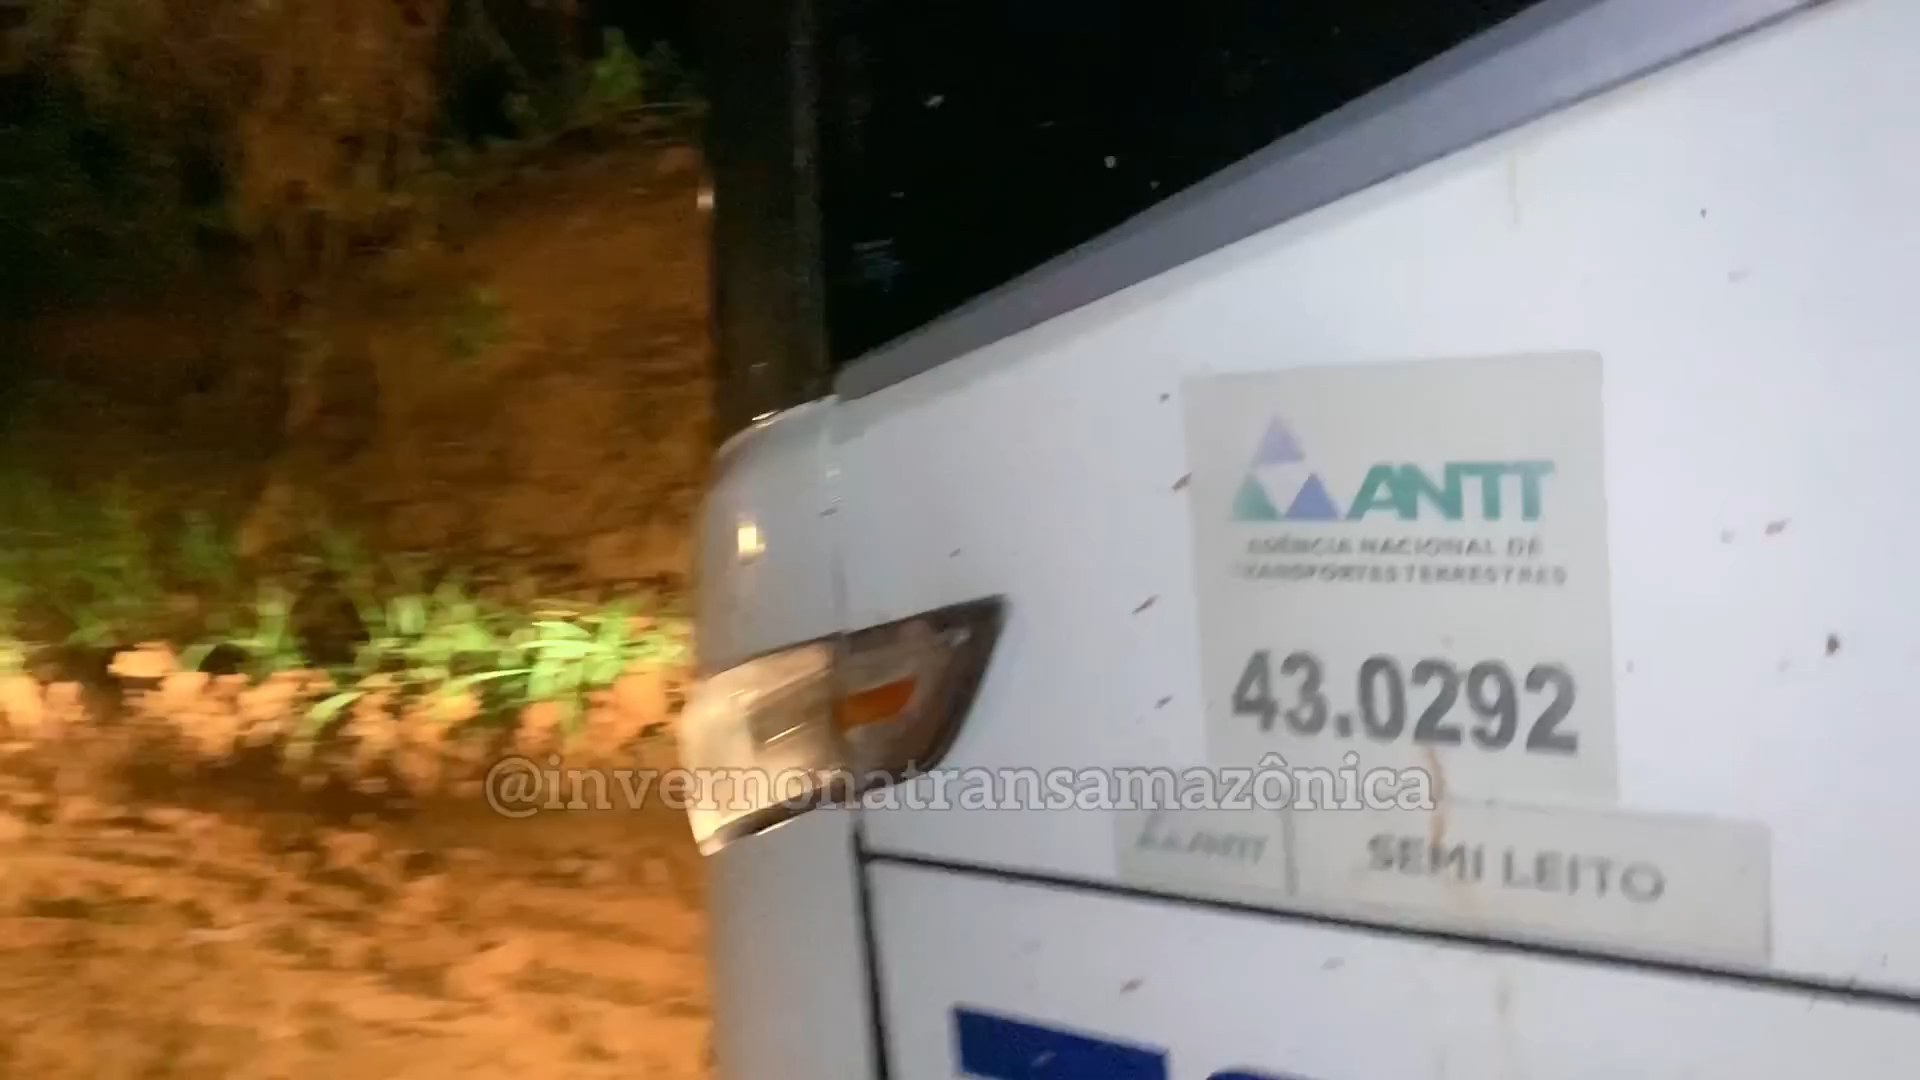 ANTT
AGÊNCIA NACIONAL DE
TRANSPORTES TERRESTRES
43.0292
@invernonatransamazônica
ANTT
SEMI LEITO